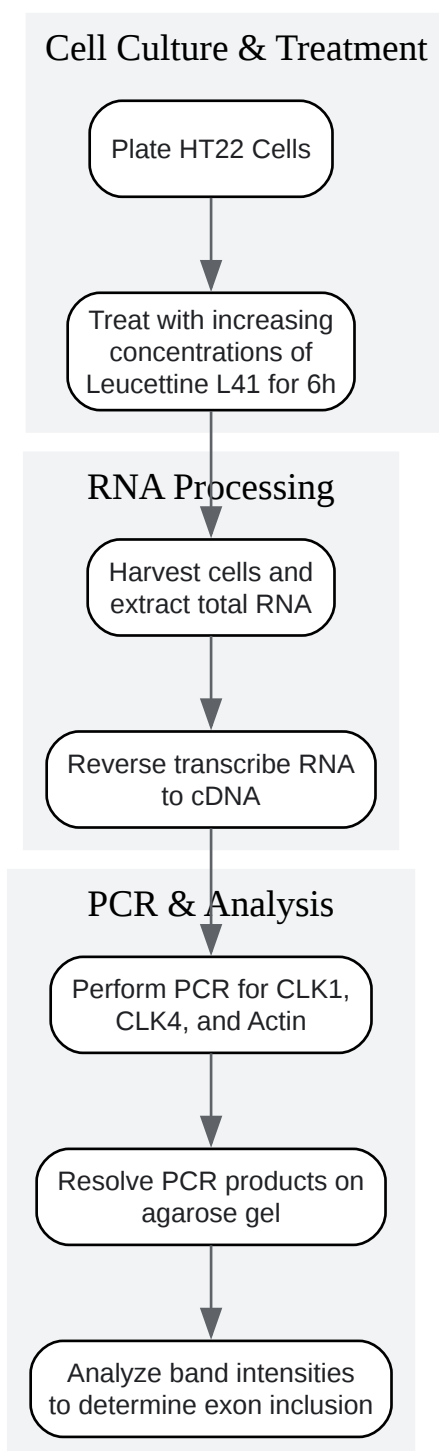 Cell Culture & Treatment
Plate HT22 Cells
Treat with increasing
concentrations of
Leucettine L41 for 6h
RNA Processing
Harvest cells and
extract total RNA
Reverse transcribe RNA
to cDNA
PCR & Analysis
Perform PCR for CLK1,
CLK4, and Actin
Resolve PCR products on
agarose gel
Analyze band intensities
to determine exon inclusion